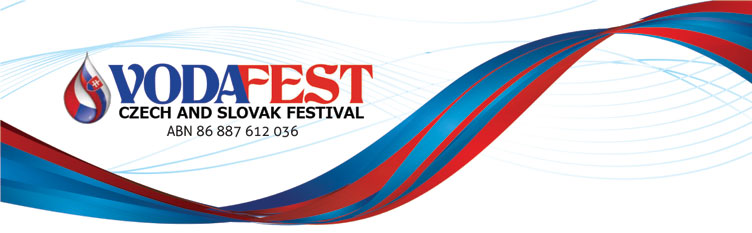 VODAFEST
CZECH AND SLOVAK FESTIVAL
ABN 86 887 612 036